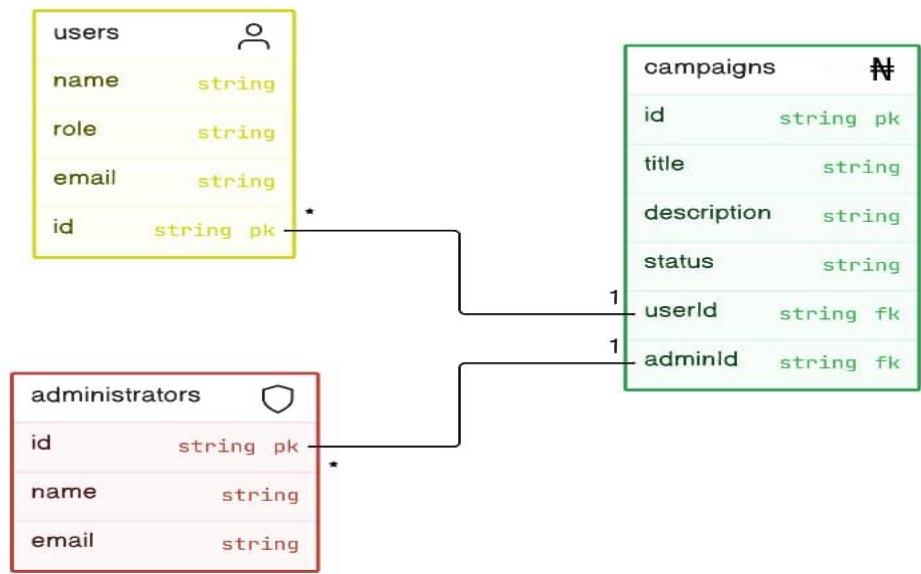 users
name string
role string
email string
id string pk
*
campaigns ₦
id string pk
title string
description string
status string
1
userId string fk
1
adminId string fk
administrators
id string pk
*
name string
email string